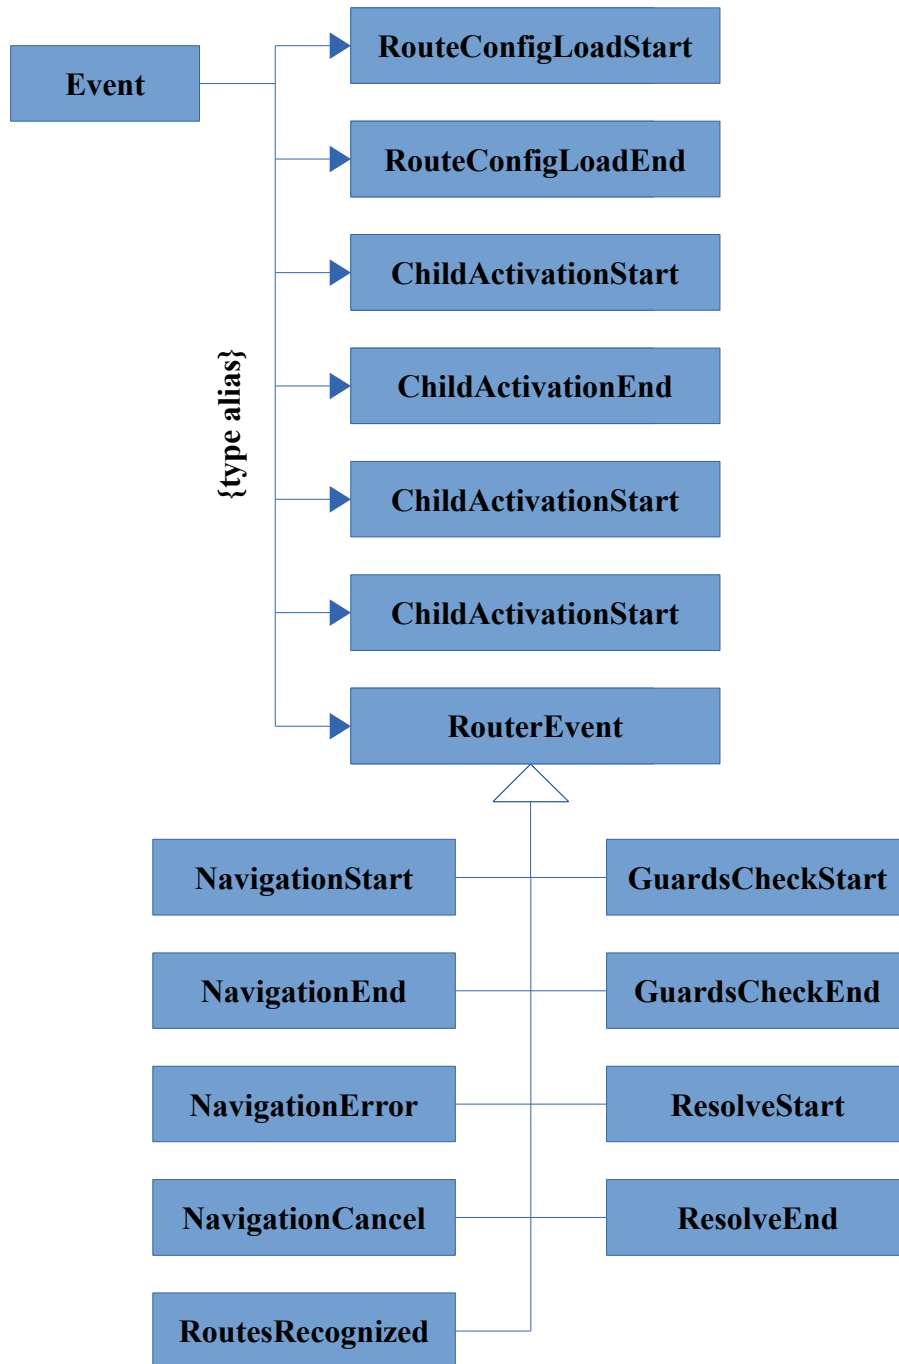 Event
RouteConfigLoadStart
RouteConfigLoadEnd
ChildActivationStart
ChildActivationEnd
ChildActivationStart
ChildActivationStart
RouterEvent
{type alias}
NavigationStart
GuardsCheckStart
NavigationEnd
GuardsCheckEnd
NavigationError
ResolveStart
NavigationCancel
ResolveEnd
RoutesRecognized